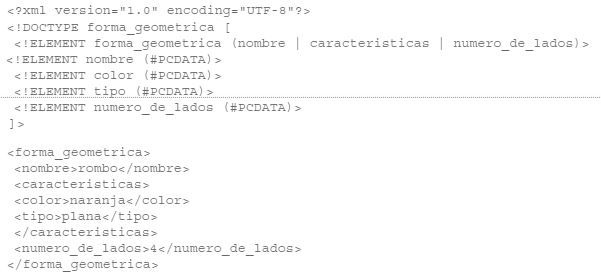 <?xml version="1.0" encoding="UTF-8"?>
<!DOCTYPE forma_geometrica [
<!ELEMENT forma_geometrica (nombre | caracteristicas | numero_de_lados)>
<!ELEMENT nombre (#PCDATA)>
<!ELEMENT color (#PCDATA)>
<!ELEMENT tipo (#PCDATA)>
<!ELEMENT numero_de_lados (#PCDATA)>
]>
<forma_geometrica>
<nombre>rombo</nombre>
<caracteristicas>
<color>naranja</color>
<tipo>plana</tipo>
</caracteristicas>
<numero_de_lados>4</numero_de_lados>
</forma_geometrica>